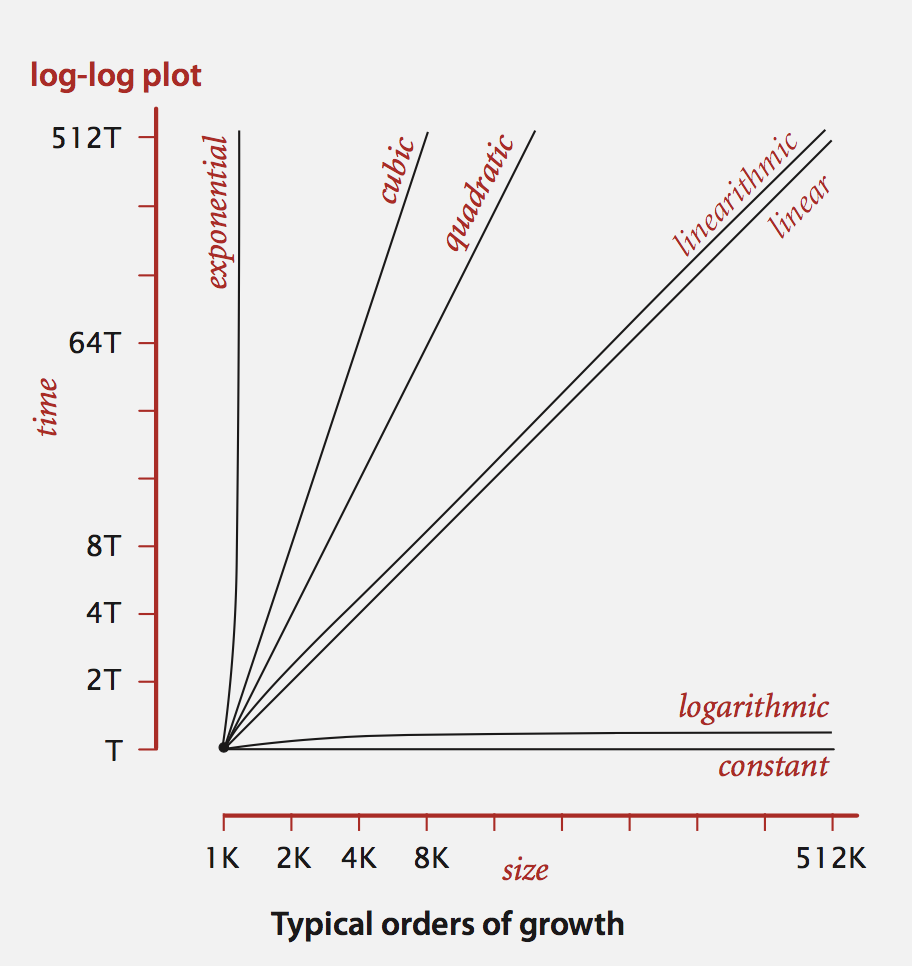 log-log plot
512T
64T
8T
4T
2T
T
time
exponential
cubic
quadratic
linearithmic
linear
logarithmic
constant
1K 2K 4K 8K 512K
size
Typical orders of growth